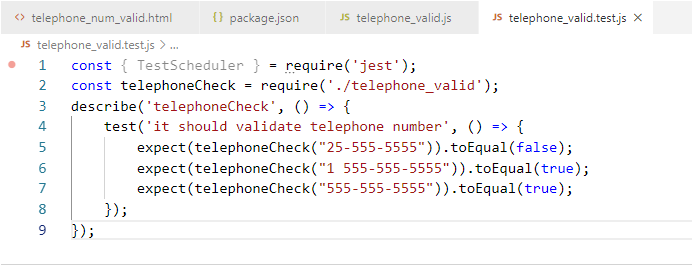 <> telephone_num_valid.html {} package.json JS telephone_valid.js JS telephone_valid.test.js ×
JS telephone_valid.test.js > ...
1 const { TestScheduler } = require('jest');
2 const telephoneCheck = require('./telephone_valid');
3 describe('telephoneCheck', () => {
4 test('it should validate telephone number', () => {
5 expect(telephoneCheck("25-555-5555")).toEqual(false);
6 expect(telephoneCheck("1 555-555-5555")).toEqual(true);
7 expect(telephoneCheck("555-555-5555")).toEqual(true);
8 });
9 });